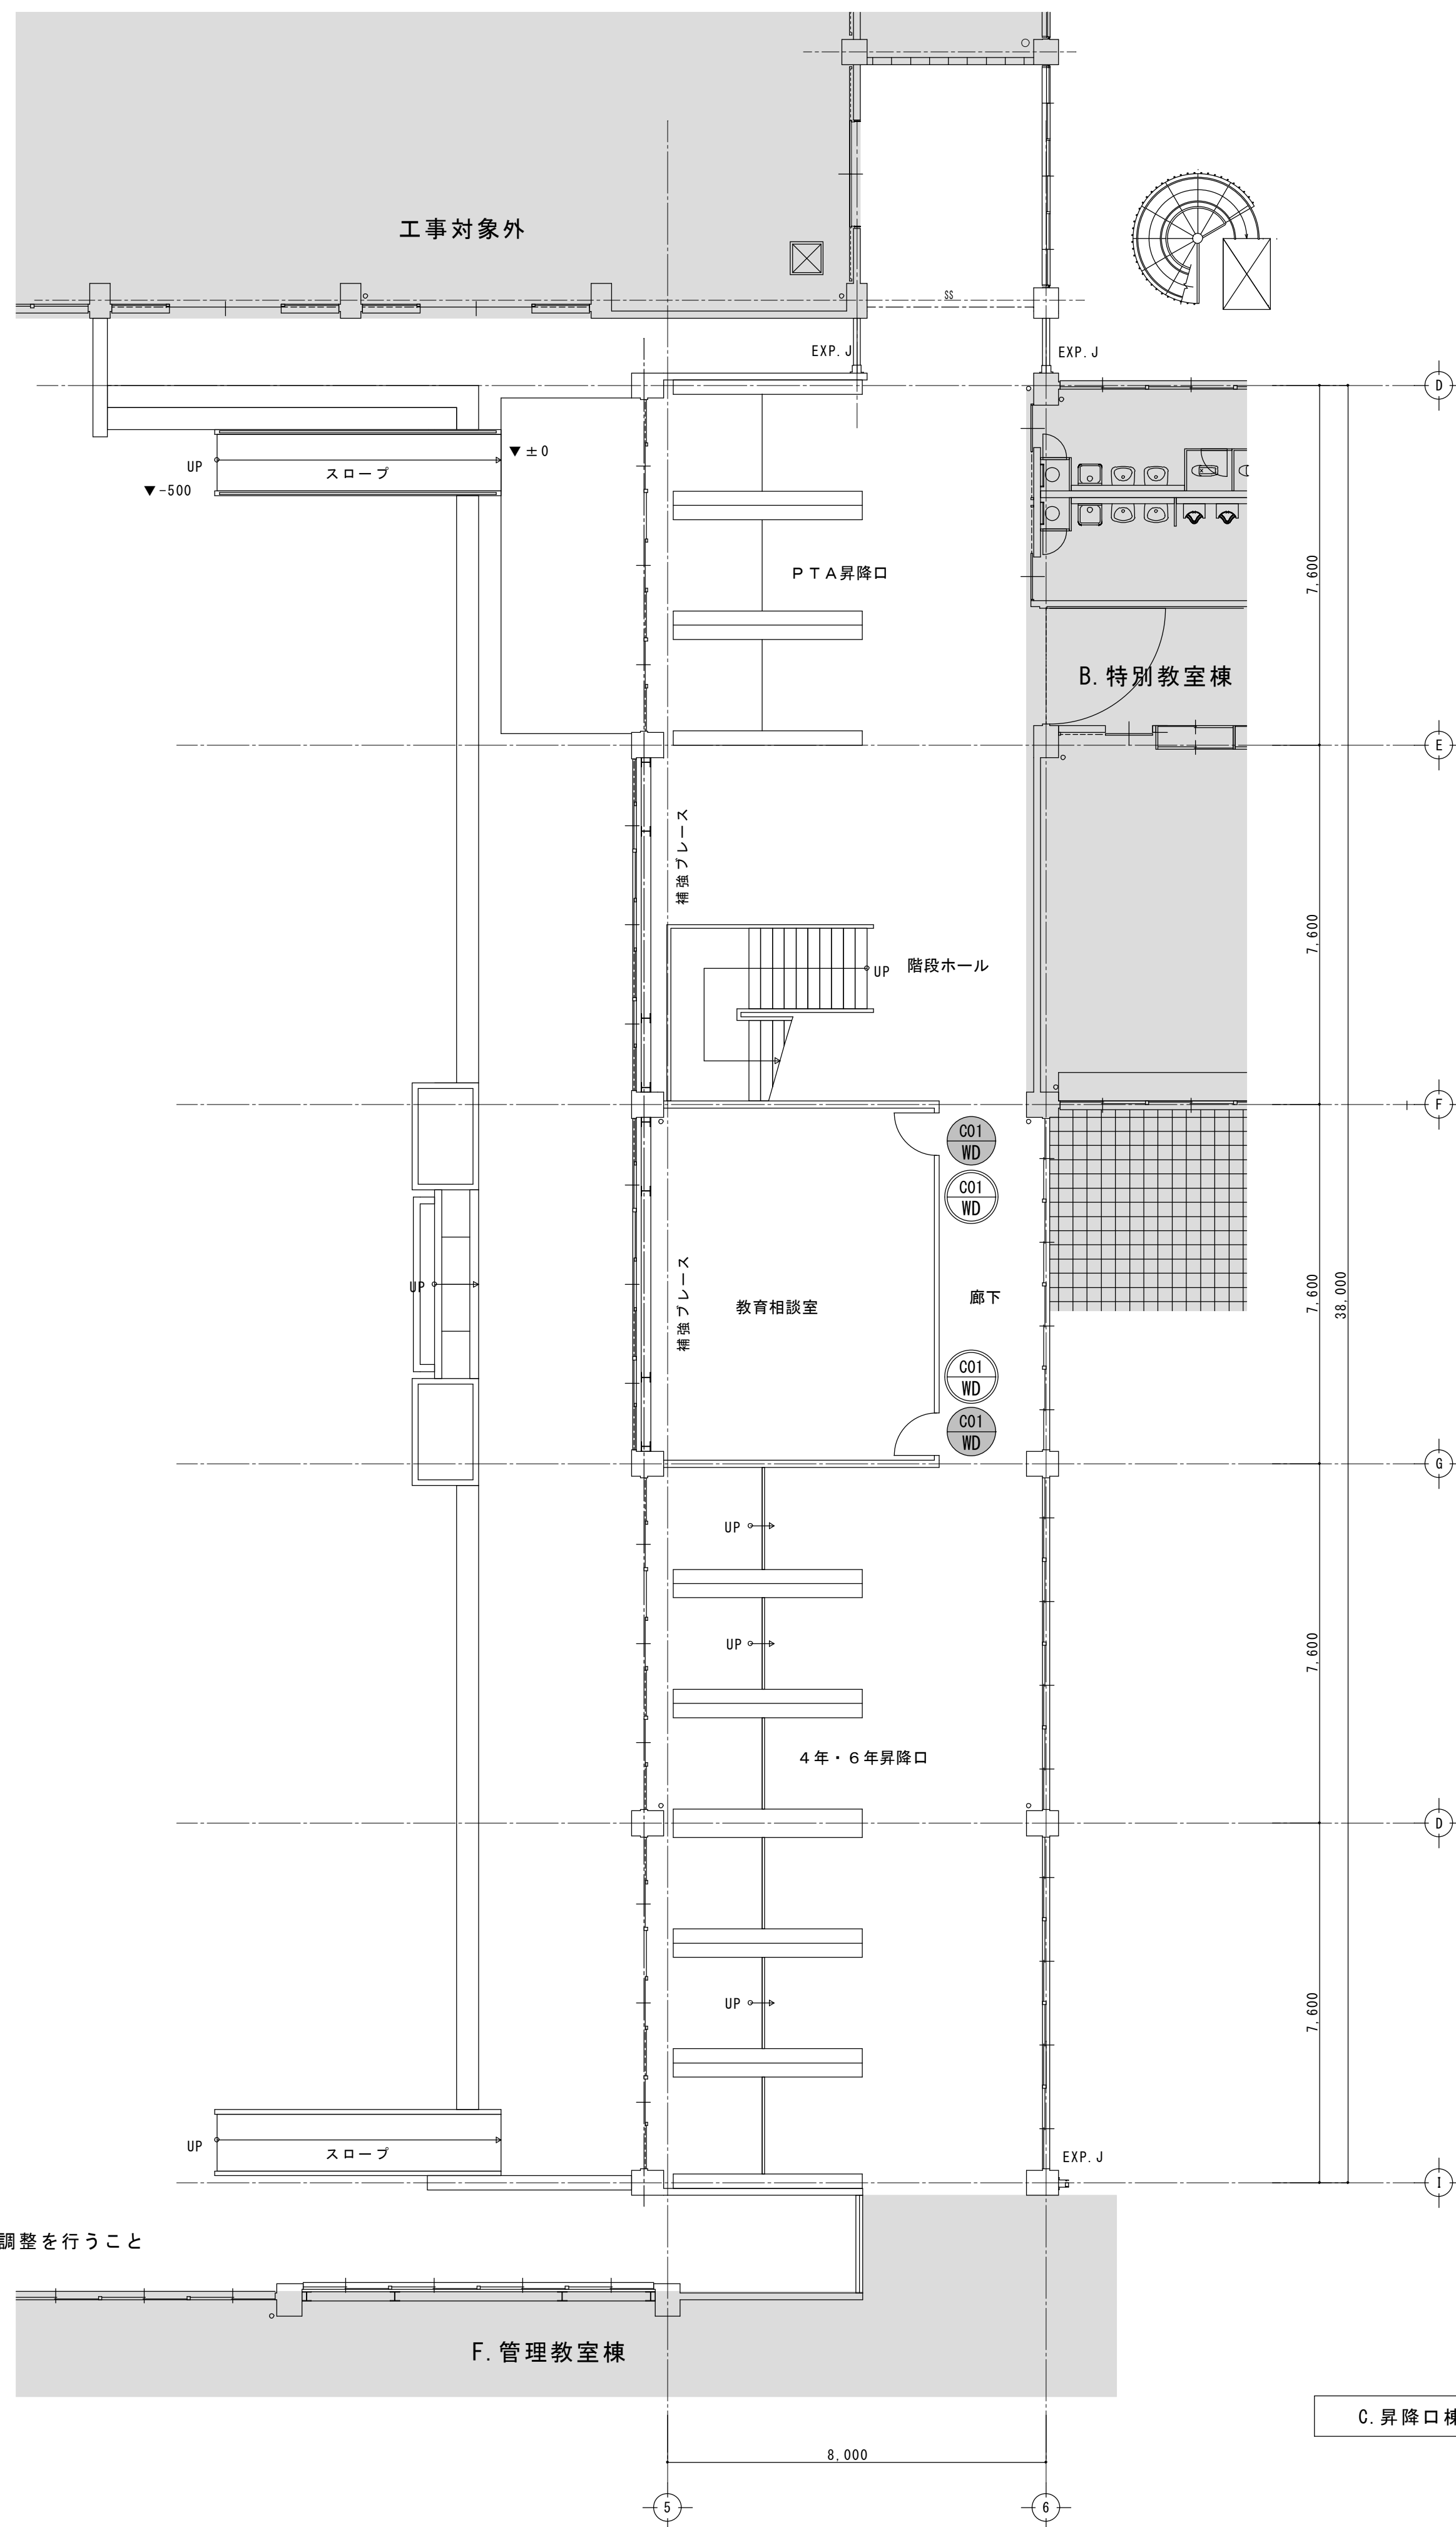 工事対象外
SS
EXP.J
EXP.J
D
▼±0
UP
スロープ
▼-500
PTA昇降口
7,600
B.特別教室棟
E
補強ブレース
7,600
UP
階段ホール
F
C01
WD
C01
WD
UP
補強ブレース
教育相談室
廊下
7,600
38,000
C01
WD
C01
WD
G
UP
UP
7,600
4年・6年昇降口
D
UP
7,600
UP
スロープ
EXP.J
I
調整を行うこと
F.管理教室棟
C.昇降口棟
8,000
5
6